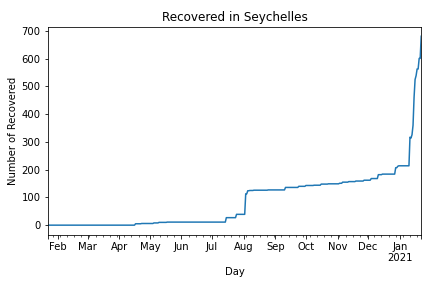 Recovered in Seychelles
700
600
500
400
300
200
100
0
Number of Recovered
Feb Mar Apr May Jun Jul Aug Sep Oct Nov Dec Jan
2021
Day